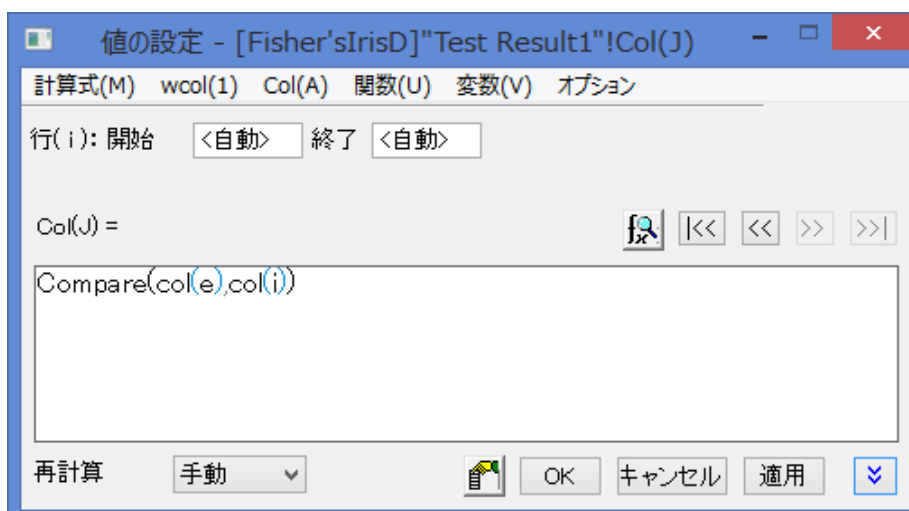 値の設定 - [Fisher'sIrisD]"Test Result1"!Col(J)
計算式(M) wcol(1) Col(A) 関数(U) 変数(V) オプション
行(i): 開始 <自動> 終了 <自動>
Col(J) = |<< << >> >>|
Compare(col(e),col(i))
再計算 手動 OK キャンセル 適用